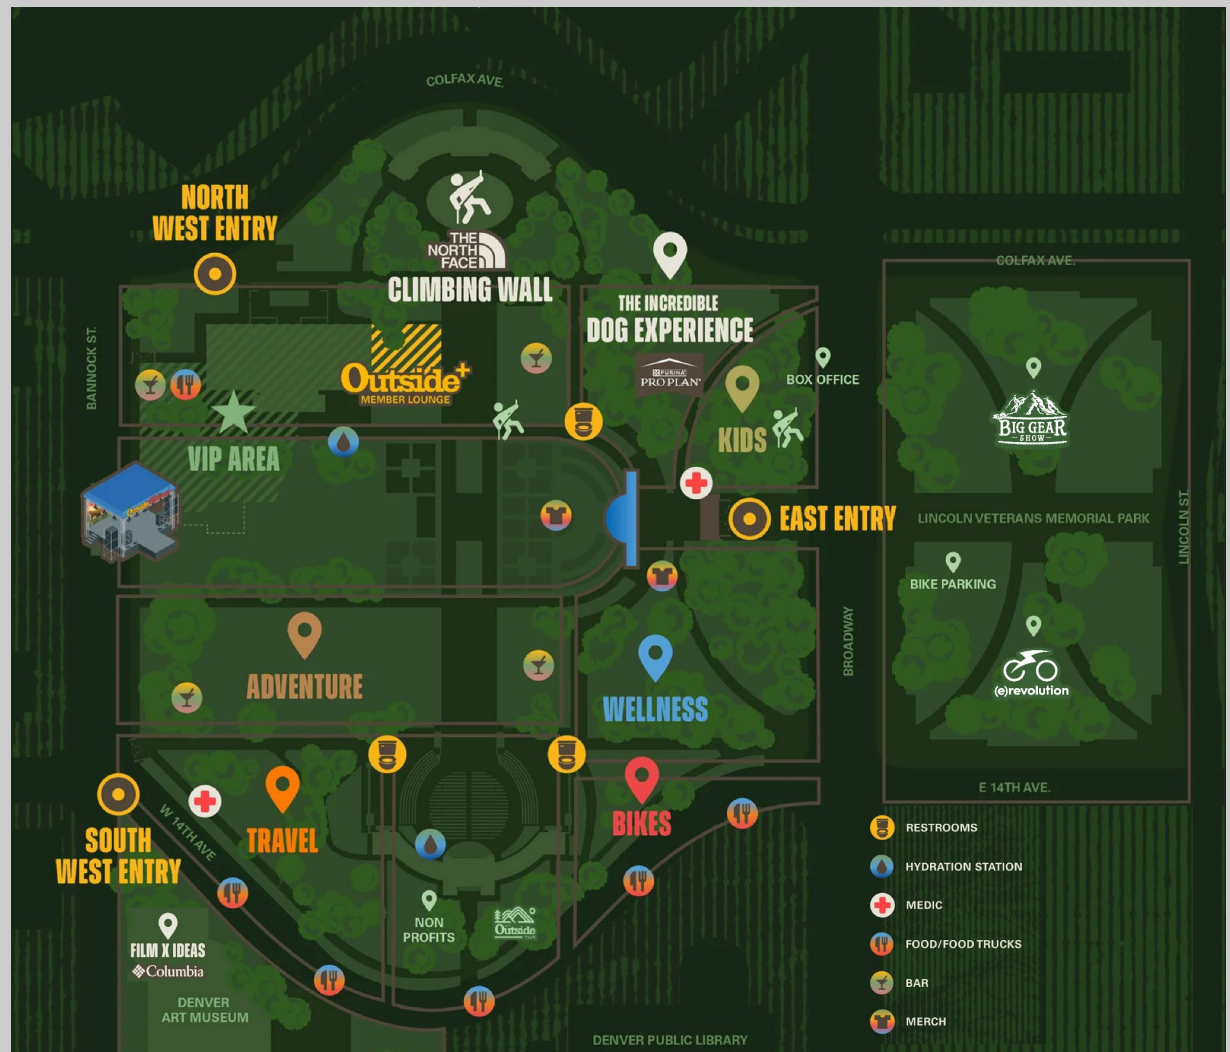 COLFAX AVE.
NORTH
WEST ENTRY
THE
NORTH
FACE
CLIMBING WALL
COLFAX AVE.
THE INCREDIBLE
DOG EXPERIENCE
PURINA
PRO PLAN
BOX OFFICE
BANNOCK ST.
Outside+
MEMBER LOUNGE
KIDS
BIG GEAR
SHOW
VIP AREA
EAST ENTRY
LINCOLN VETERANS MEMORIAL PARK
LINCOLN ST.
BIKE PARKING
BROADWAY
ADVENTURE
WELLNESS
(e)revolution
E 14TH AVE.
W 14TH AVE
TRAVEL
BIKES
SOUTH
WEST ENTRY
NON
PROFITS
Outside
FILM X IDEAS
Columbia
DENVER
ART MUSEUM
DENVER PUBLIC LIBRARY
RESTROOMS
HYDRATION STATION
MEDIC
FOOD/FOOD TRUCKS
BAR
MERCH